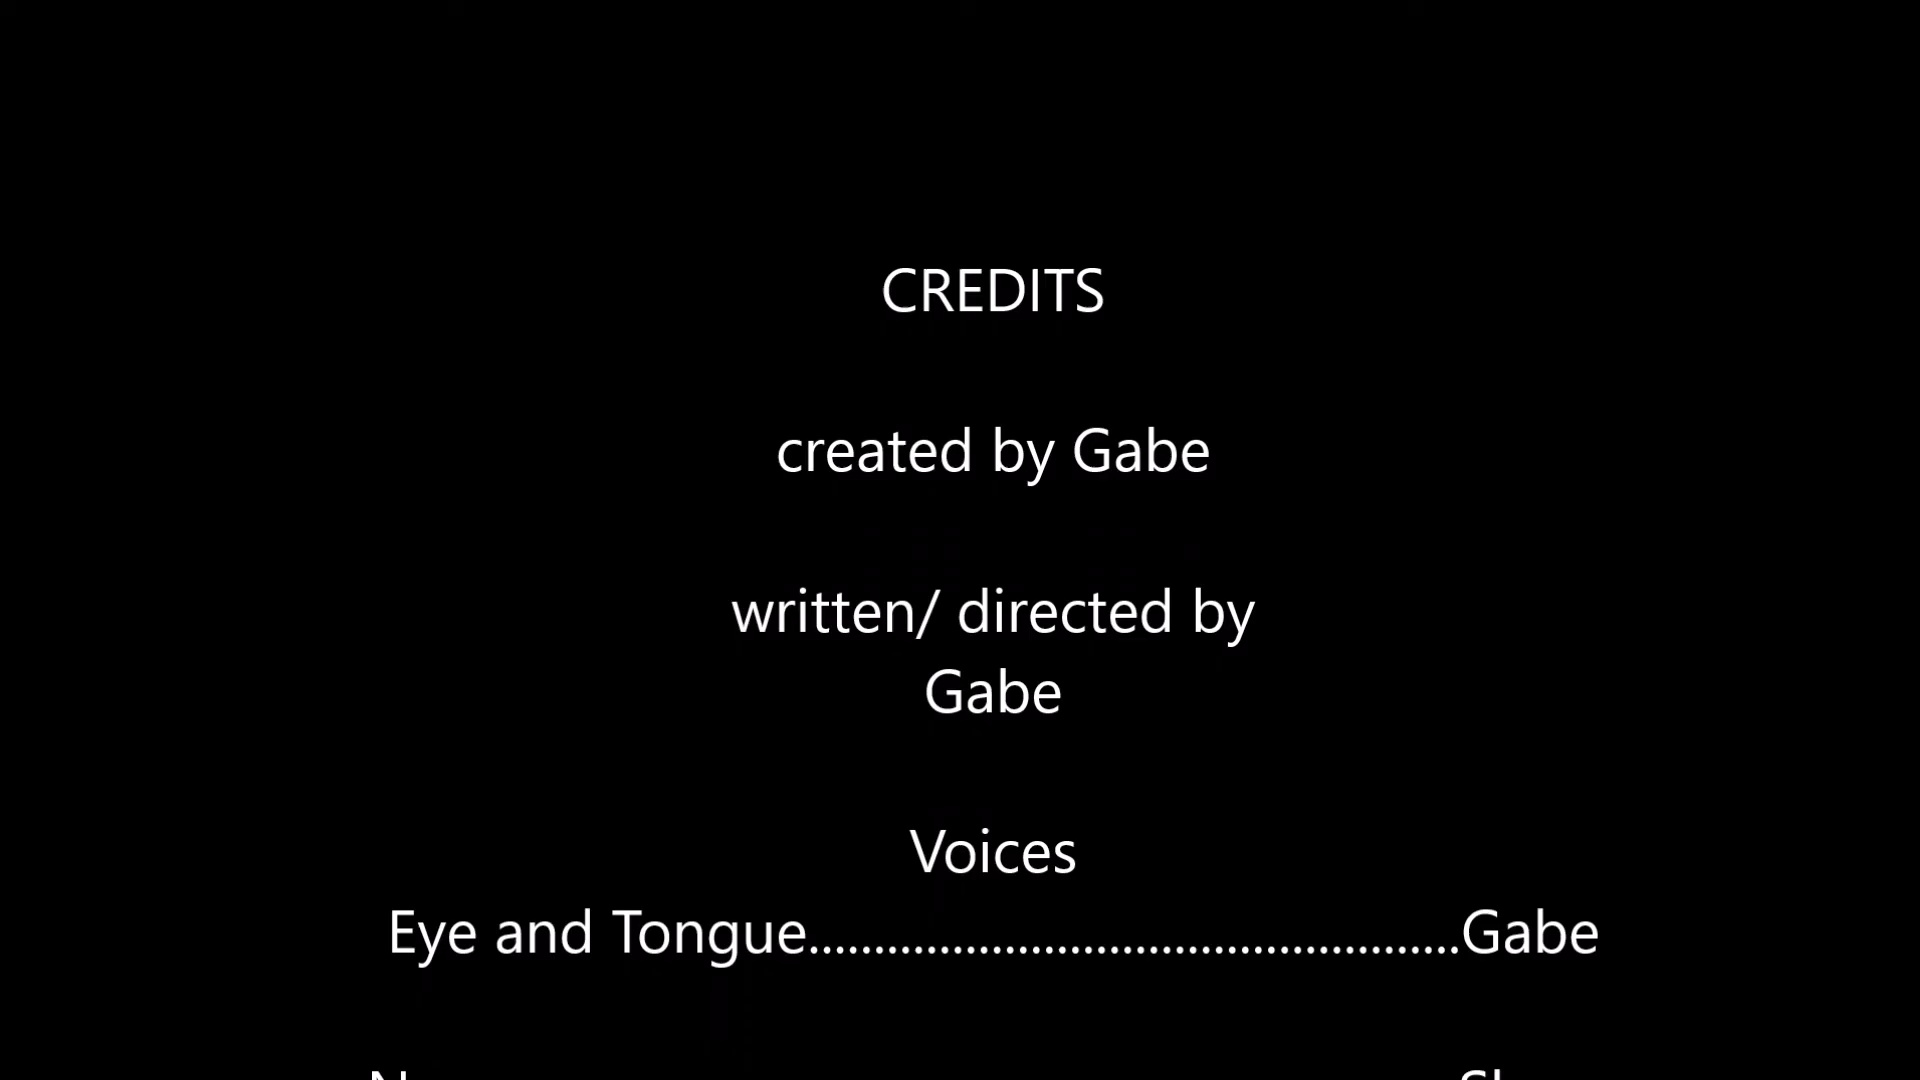 CREDITS
created by Gabe
written/ directed by
Gabe
Voices
Eye and Tongue..................................................Gabe